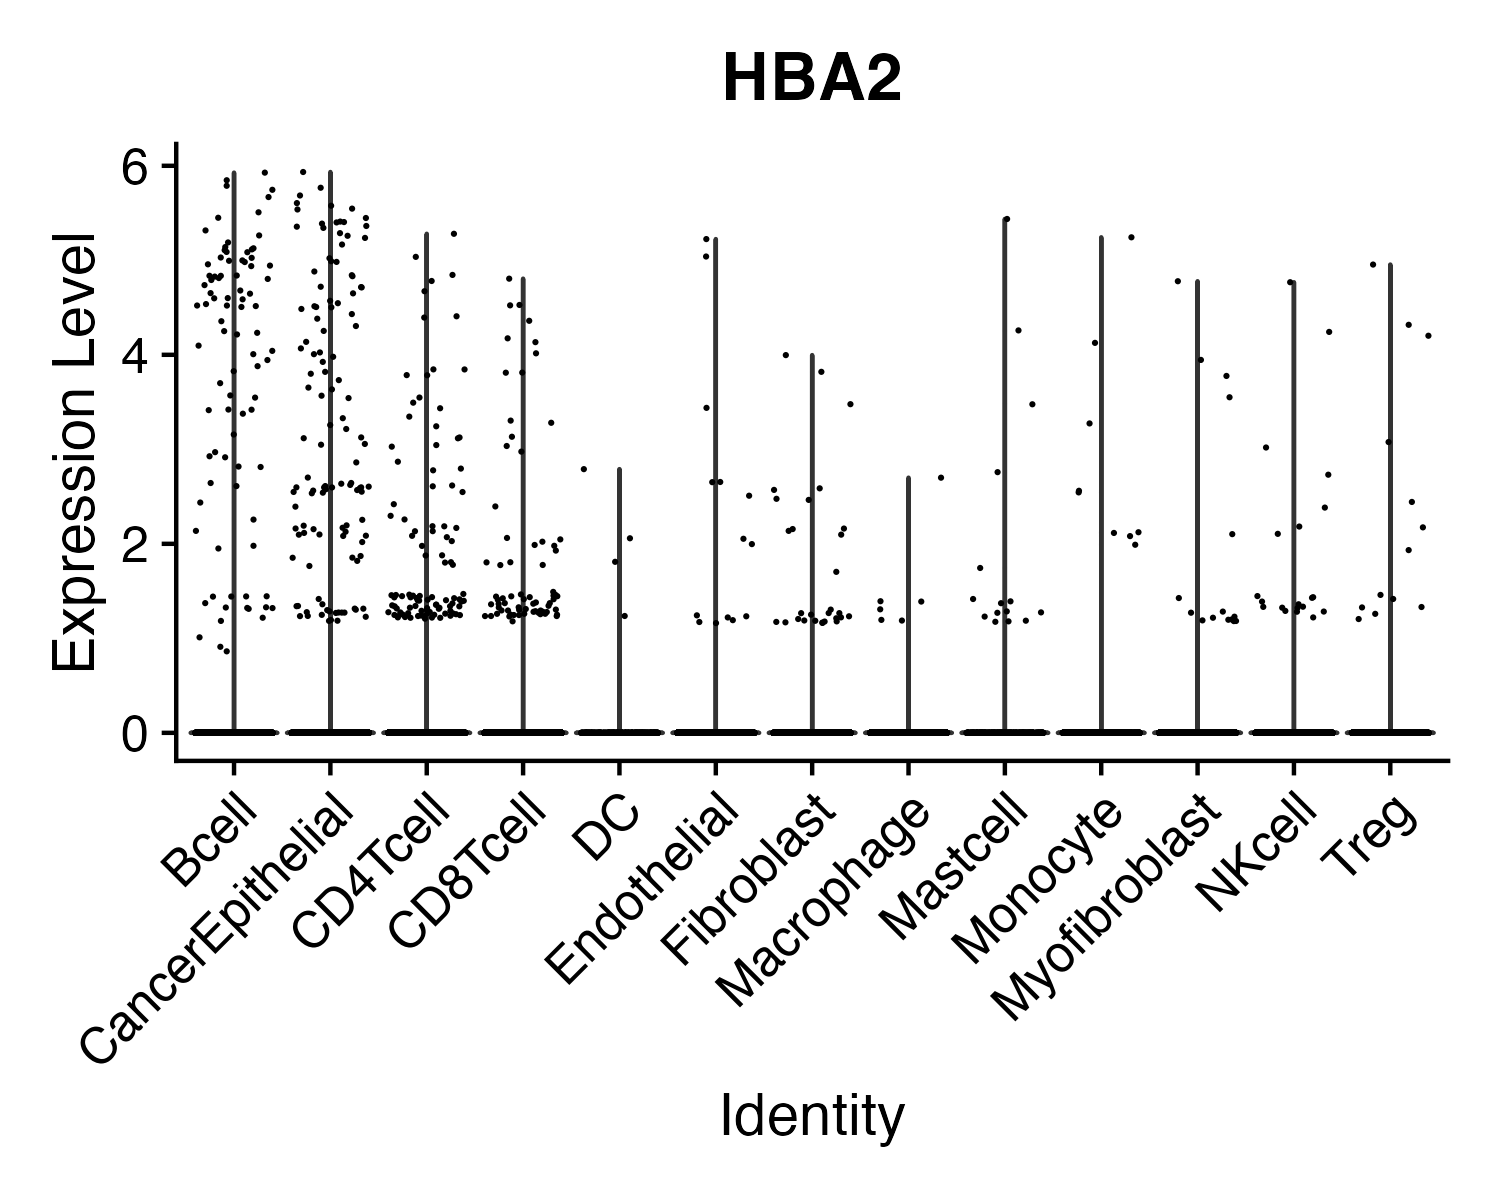 HBA2
Expression Level
6
4
2
0
Bcell
CancerEpithelial
CD4Tcell
CD8Tcell
DC
Endothelial
Fibroblast
Macrophage
Mastcell
Monocyte
Myofibroblast
NKcell
Treg
Identity